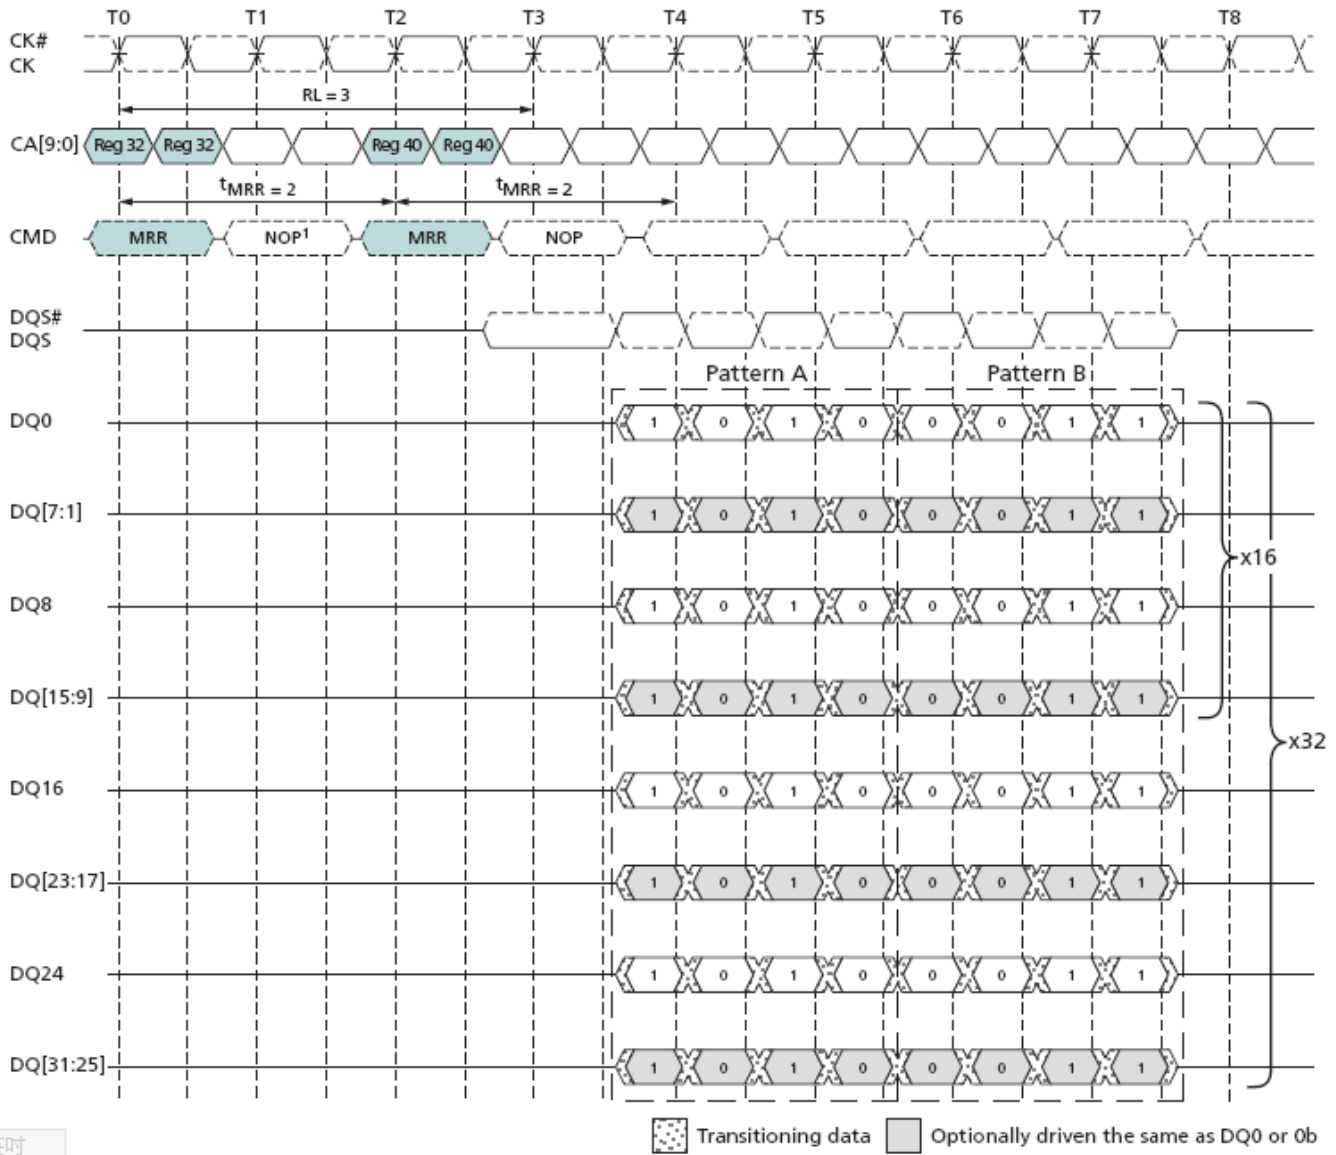 T0 T1 T2 T3 T4 T5 T6 T7 T8
CK#
CK
RL = 3
CA[9:0] Reg 32 Reg 32 Reg 40 Reg 40
tMRR = 2 tMRR = 2
CMD MRR NOP1 MRR NOP
DQS#
DQS
Pattern A Pattern B
DQ0 1 0 1 0 0 0 1 1
DQ[7:1] 1 0 1 0 0 0 1 1
x16
DQ8 1 0 1 0 0 0 1 1
DQ[15:9] 1 0 1 0 0 0 1 1
x32
DQ16 1 0 1 0 0 0 1 1
DQ[23:17] 1 0 1 0 0 0 1 1
DQ24 1 0 1 0 0 0 1 1
DQ[31:25] 1 0 1 0 0 0 1 1
Transitioning data Optionally driven the same as DQ0 or 0b